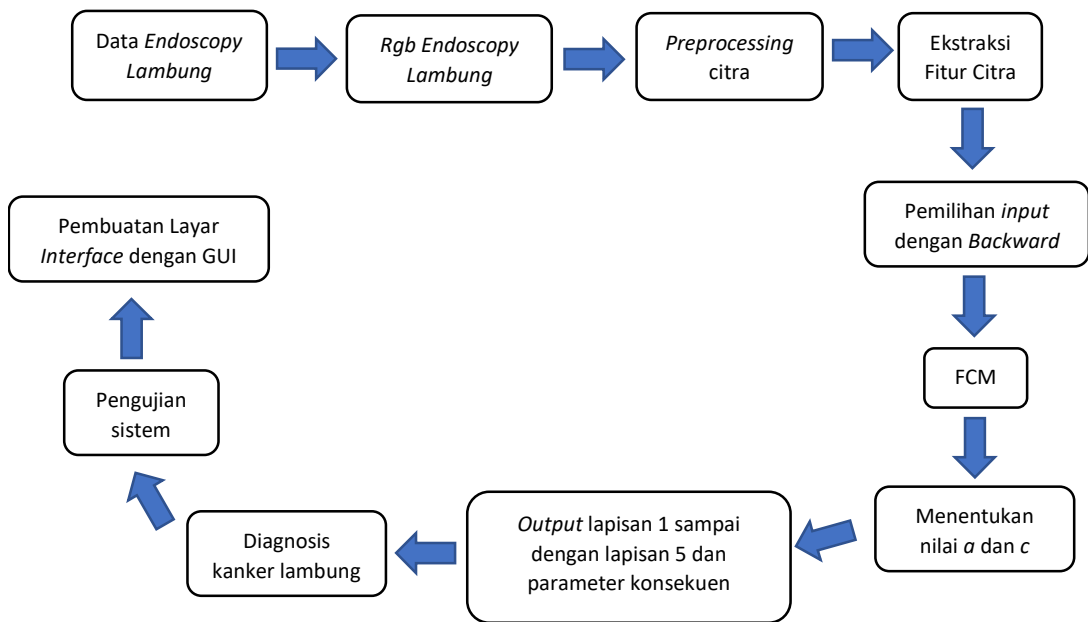 Data Endoscopy
Lambung
Rgb Endoscopy
Lambung
Preprocessing
citra
Ekstraksi
Fitur Citra
Pemilihan input
dengan Backward
FCM
Menentukan
nilai a dan c
Output lapisan 1 sampai
dengan lapisan 5 dan
parameter konsekuen
Diagnosis
kanker lambung
Pengujian
sistem
Pembuatan Layar
Interface dengan GUI